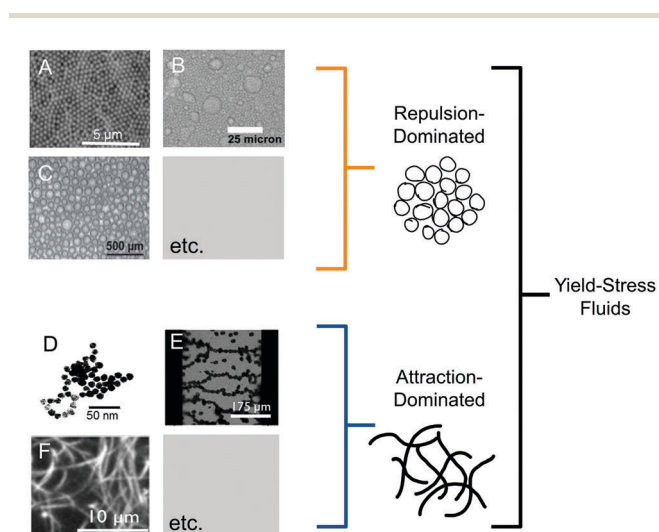 A
5 µm
B
25 micron
C
500 µm
etc.
Repulsion-
Dominated
Yield-Stress
Fluids
D
50 nm
E
175 µm
F
10 µm
etc.
Attraction-
Dominated